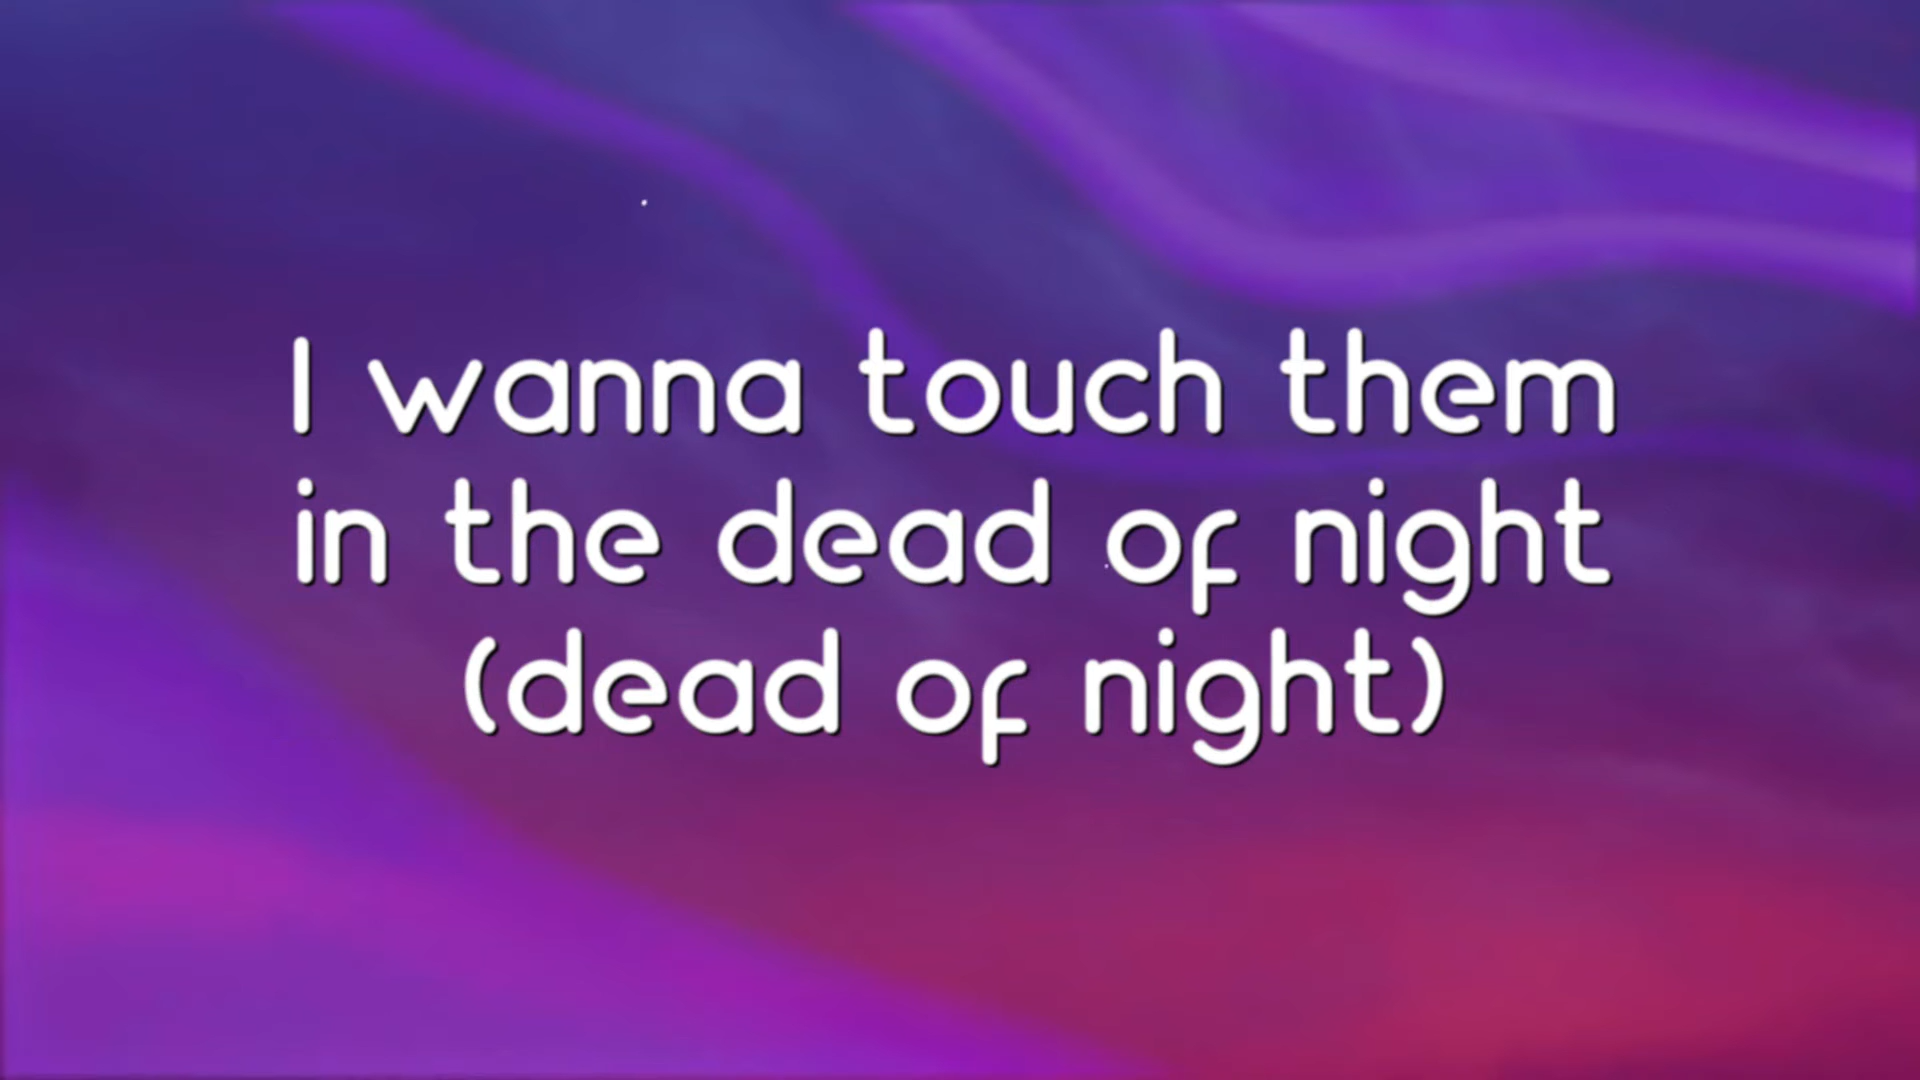 I wanna touch them
in the dead of night
(dead of night)